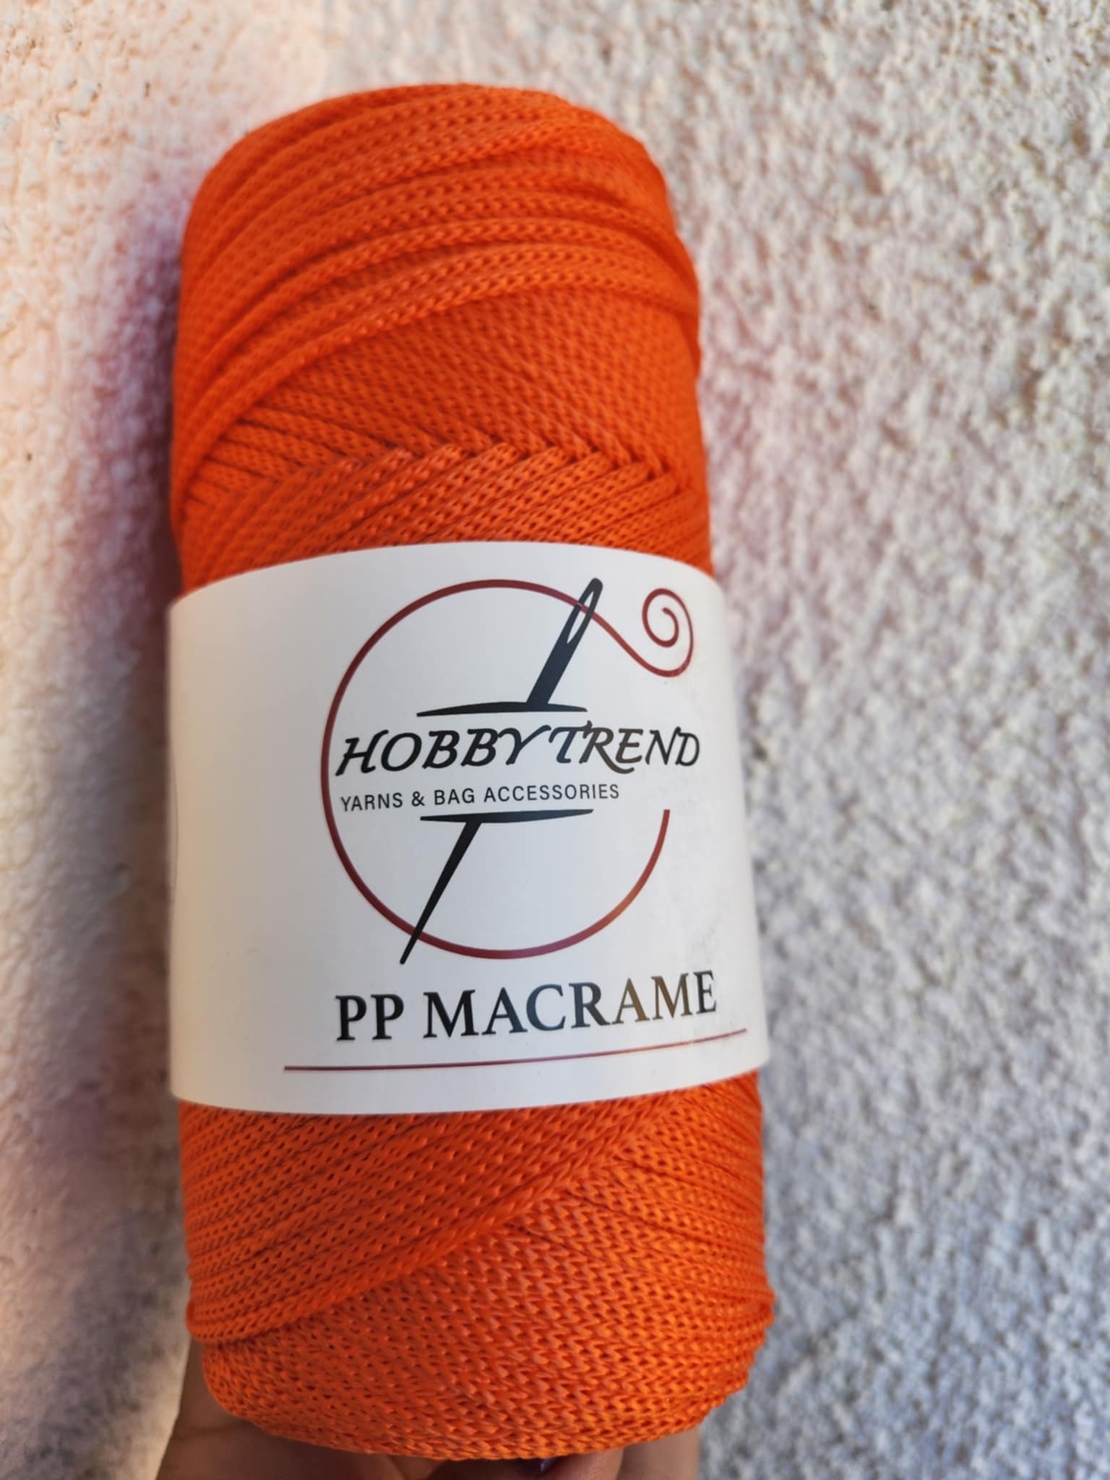 HOBBY TREND
YARNS & BAG ACCESSORIES
PP MACRAME